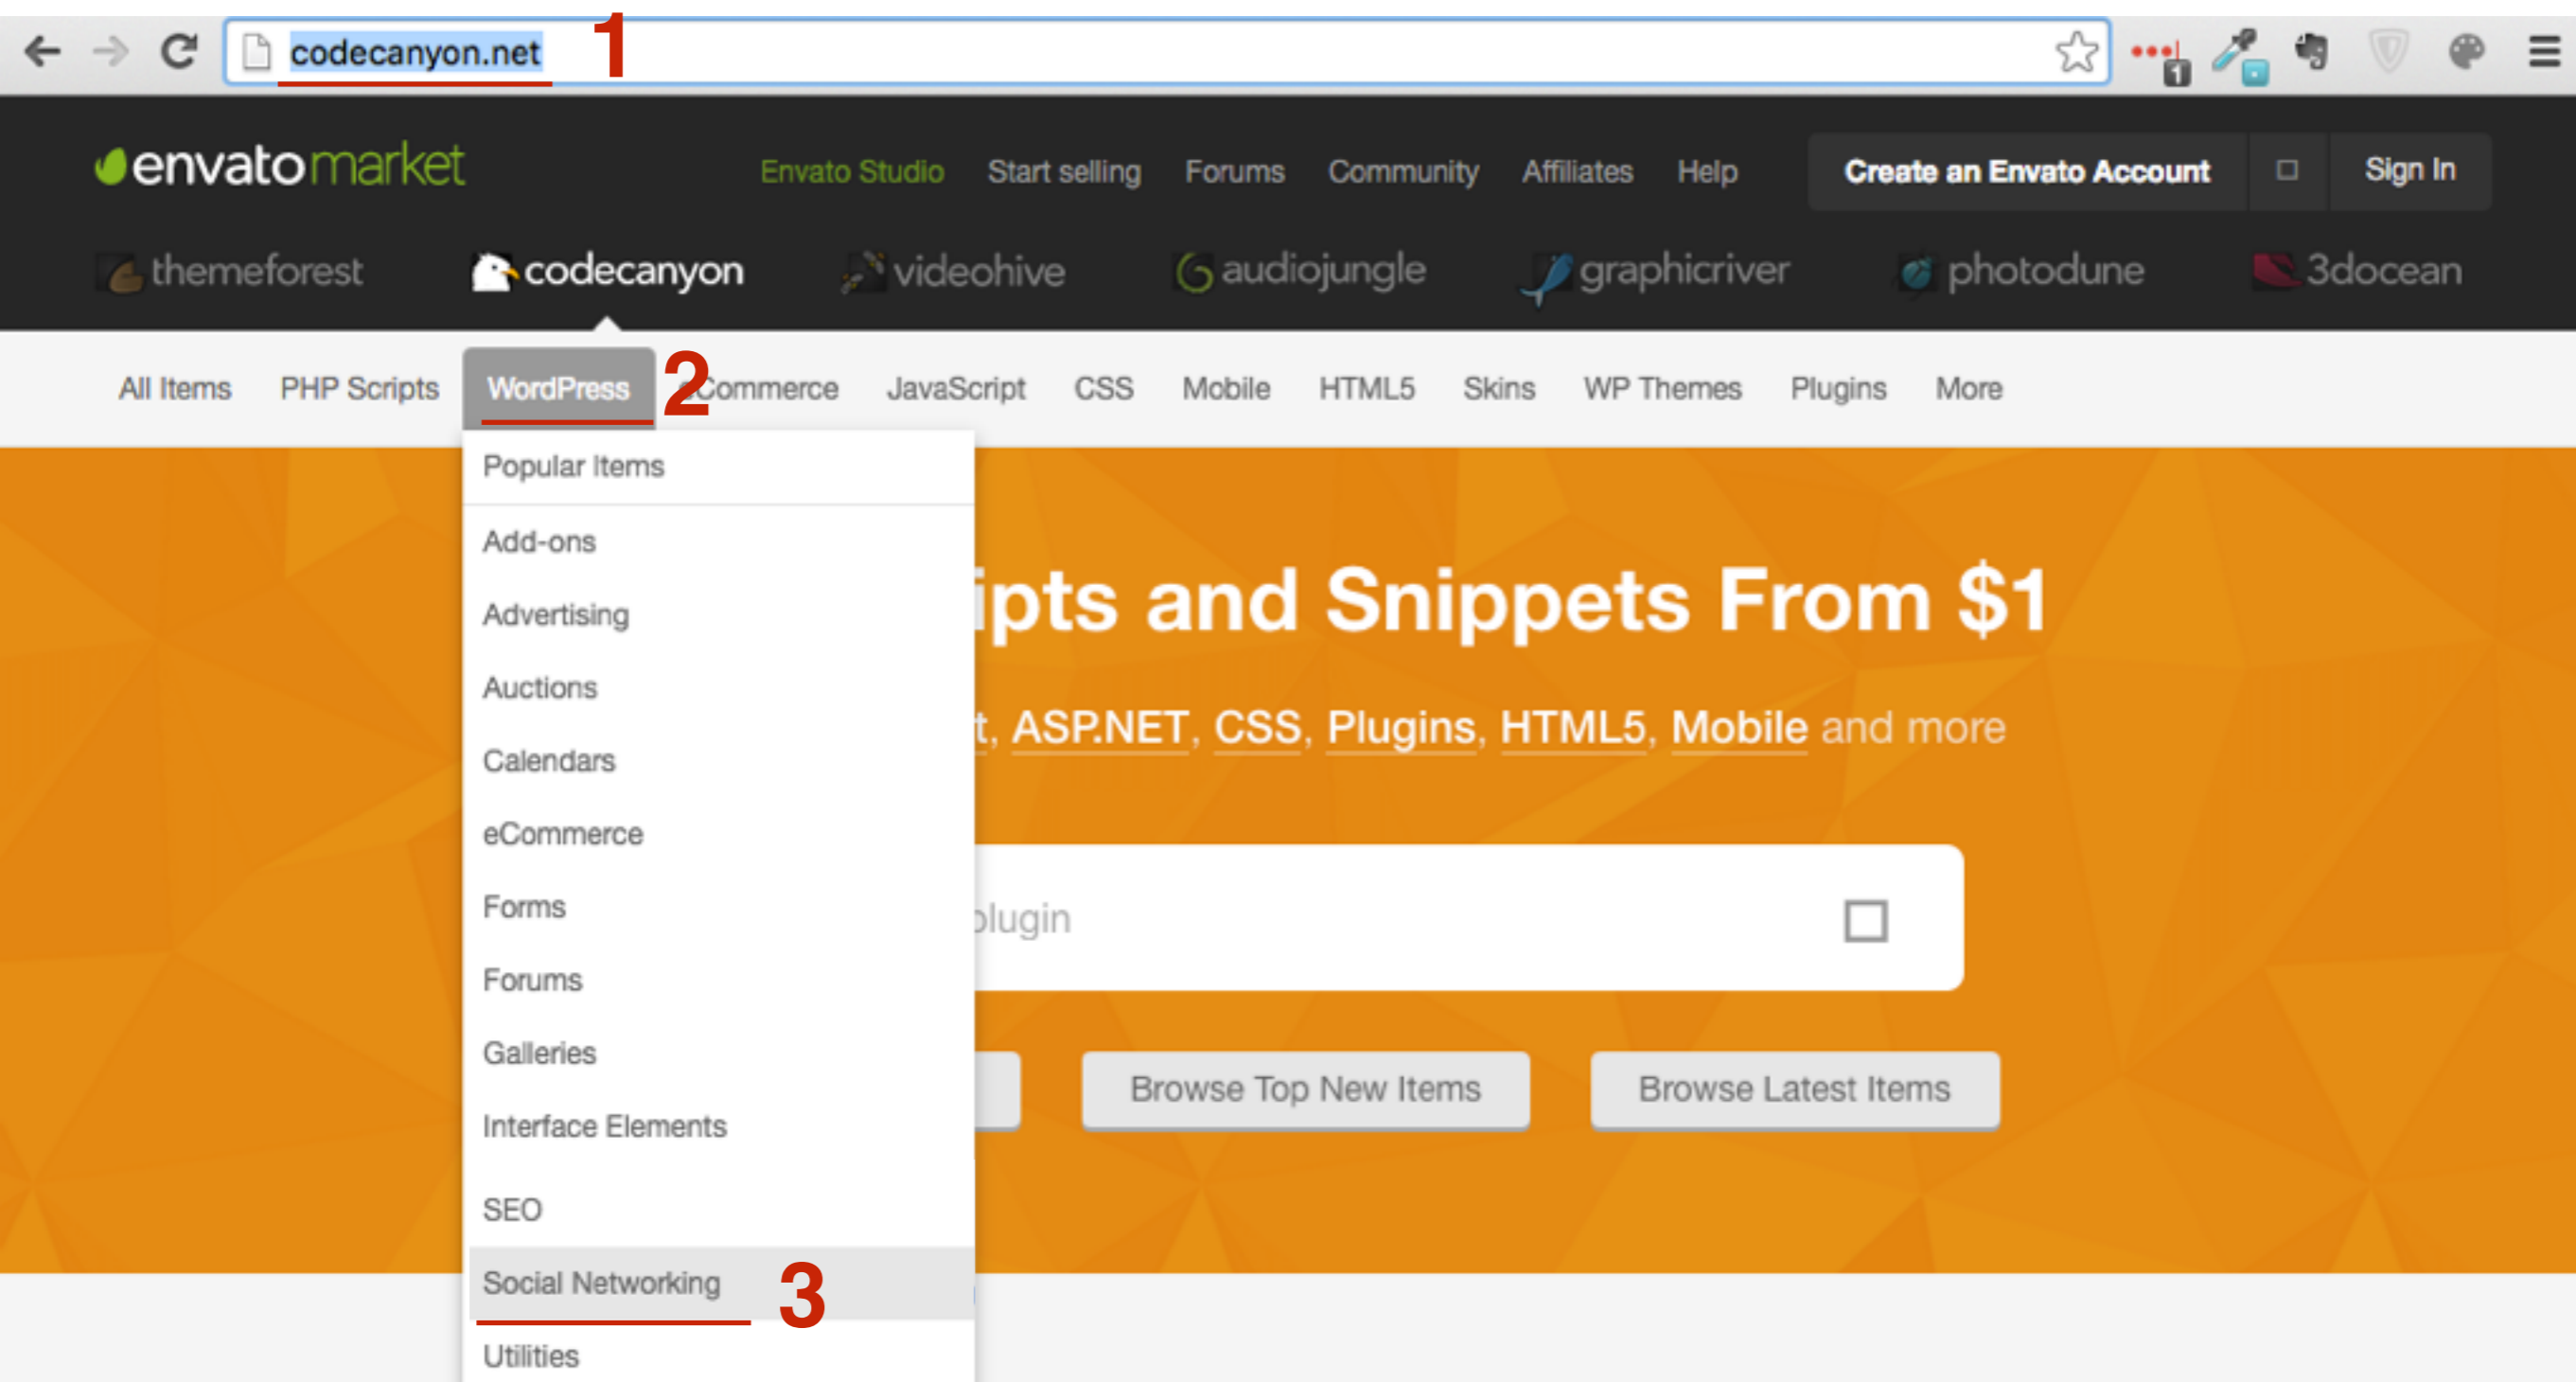 codecanyon.net 1
1
envatomarket Envato Studio Start selling Forums Community Affiliates Help Create an Envato Account Sign In
themeforest codecanyon videohive audiojungle graphicriver photodune 3docean
All Items PHP Scripts WordPress 2 Commerce JavaScript CSS Mobile HTML5 Skins WP Themes Plugins More
Popular Items
Add-ons
Advertising
ipts and Snippets From $1
Auctions
t, ASP.NET, CSS, Plugins, HTML5, Mobile and more
Calendars
eCommerce
Forms
plugin
Forums
Galleries
Browse Top New Items Browse Latest Items
Interface Elements
SEO
Social Networking 3
Utilities